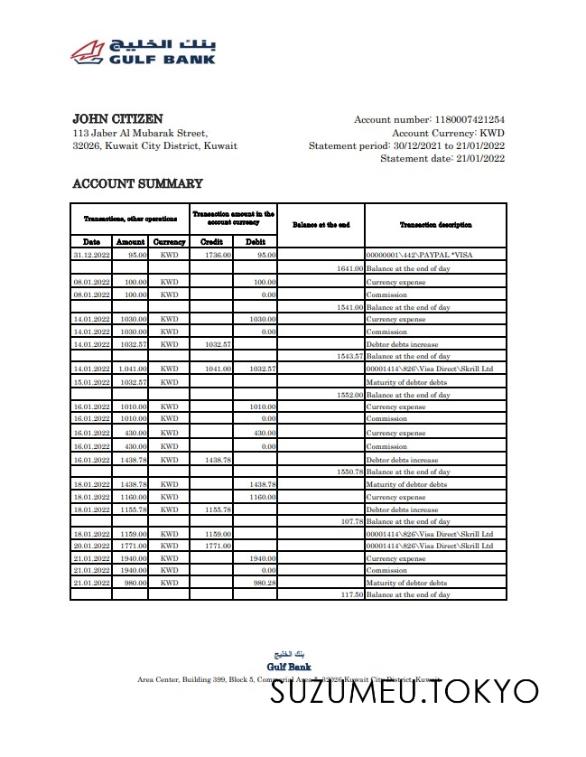 بنك الخليج
GULF BANK
JOHN CITIZEN
113 Jaber Al Mubarak Street,
32026, Kuwait City District, Kuwait
Account number: 1180007421254
Account Currency: KWD
Statement period: 30/12/2021 to 21/01/2022
Statement date: 21/01/2022
ACCOUNT SUMMARY
Transactions, other operations Transaction amount in the account currency Balance at the end Transaction description
Date Amount Currency Credit Debit
31.12.2022 95.00 KWD 1736.00 95.00 00000001\442\PAYPAL *VISA
1641.00 Balance at the end of day
08.01.2022 100.00 KWD 100.00 Currency expense
08.01.2022 100.00 KWD 0.00 Commission
1541.00 Balance at the end of day
14.01.2022 1030.00 KWD 1030.00 Currency expense
14.01.2022 1030.00 KWD 0.00 Commission
14.01.2022 1032.57 KWD 1032.57 Debtor debts increase
1543.57 Balance at the end of day
14.01.2022 1.041.00 KWD 1041.00 1032.57 00001414\826\Visa Direct\Skrill Ltd
15.01.2022 1032.57 KWD Maturity of debtor debts
1552.00 Balance at the end of day
16.01.2022 1010.00 KWD 1010.00 Currency expense
16.01.2022 1010.00 KWD 0.00 Commission
16.01.2022 430.00 KWD 430.00 Currency expense
16.01.2022 430.00 KWD 0.00 Commission
16.01.2022 1438.78 KWD 1438.78 Debtor debts increase
1550.78 Balance at the end of day
18.01.2022 1438.78 KWD 1438.78 Maturity of debtor debts
18.01.2022 1160.00 KWD 1160.00 Currency expense
18.01.2022 1155.78 KWD 1155.78 Debtor debts increase
107.78 Balance at the end of day
18.01.2022 1159.00 KWD 1159.00 00001414\826\Visa Direct\Skrill Ltd
20.01.2022 1771.00 KWD 1771.00 00001414\826\Visa Direct\Skrill Ltd
21.01.2022 1940.00 KWD 1940.00 Currency expense
21.01.2022 1940.00 KWD 0.00 Commission
21.01.2022 980.00 KWD 980.28 Maturity of debtor debts
117.50 Balance at the end of day
بنك الخليج
Gulf Bank
Area Center, Building 399, Block 5, Kuwait City District, Kuwait
SUZUMEU.TOKYO